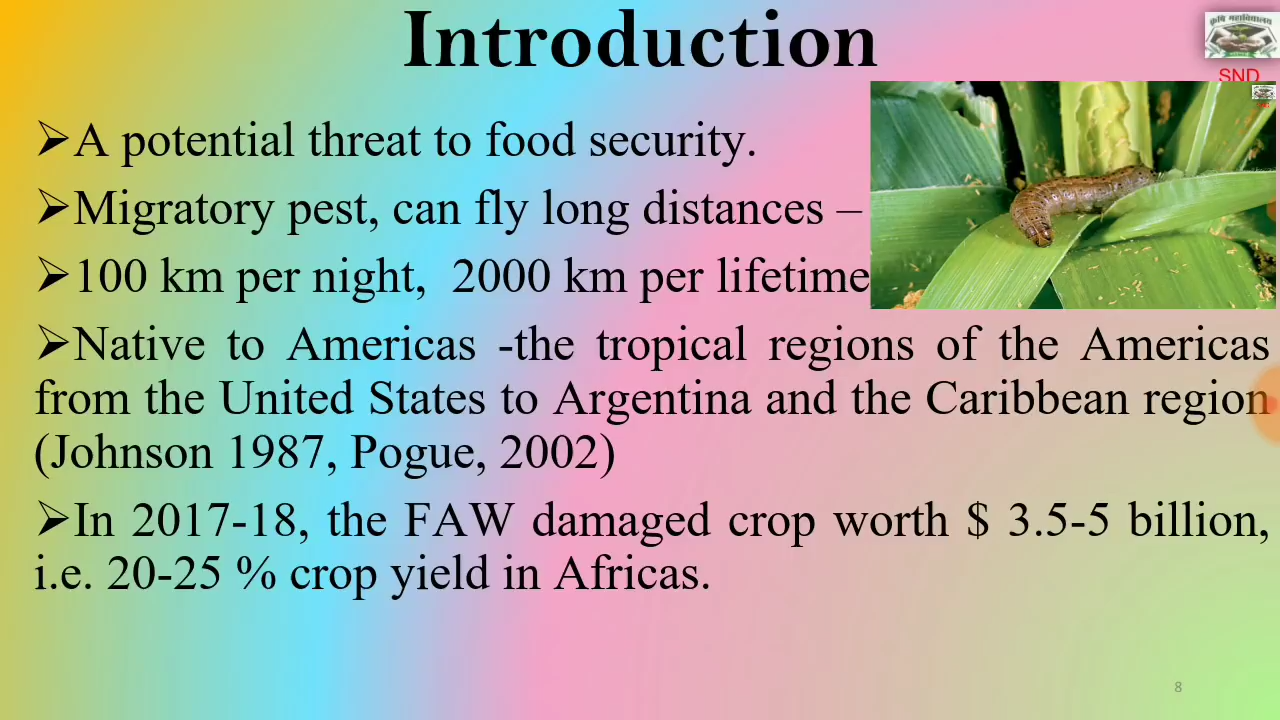 Introduction
कृषि महाविद्यालय
SND
➢A potential threat to food security.
➢Migratory pest, can fly long distances –
➢100 km per night, 2000 km per lifetime
➢Native to Americas -the tropical regions of the Americas
from the United States to Argentina and the Caribbean region
(Johnson 1987, Pogue, 2002)
➢In 2017-18, the FAW damaged crop worth $ 3.5-5 billion,
i.e. 20-25 % crop yield in Africas.
8